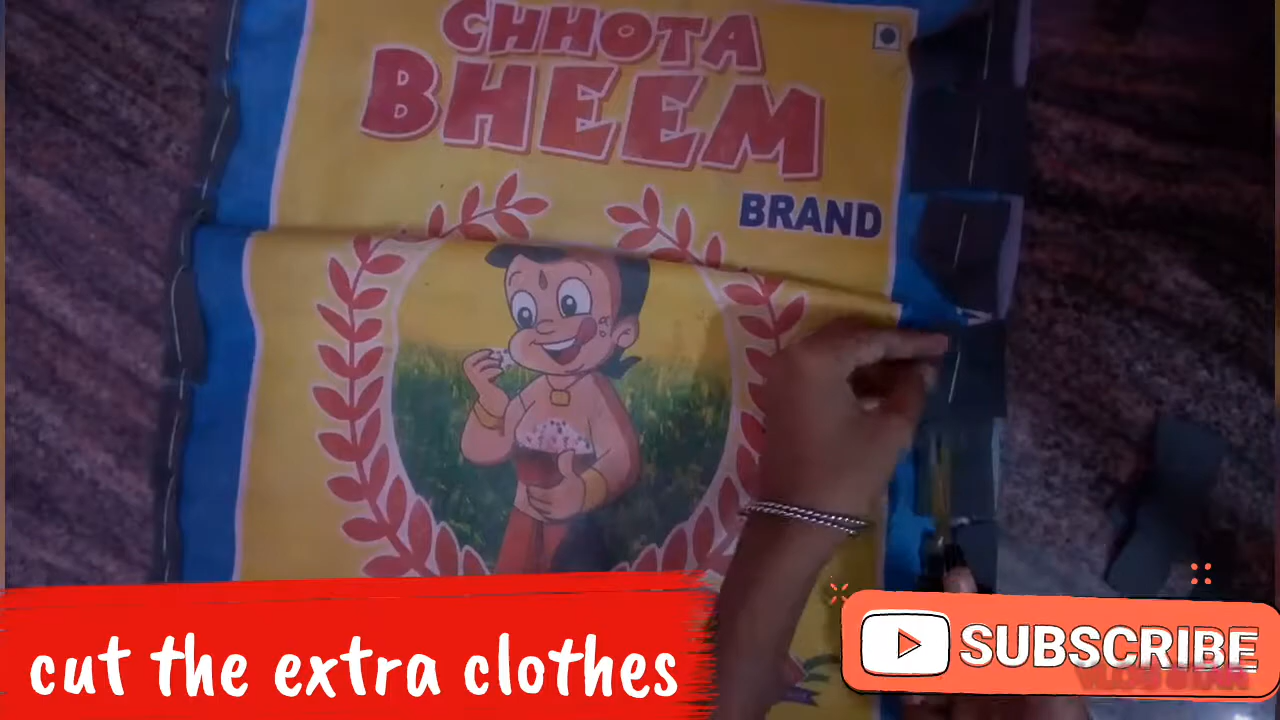 CHHOTA
BHEEM
BRAND
cut the extra clothes
SUBSCRIBE